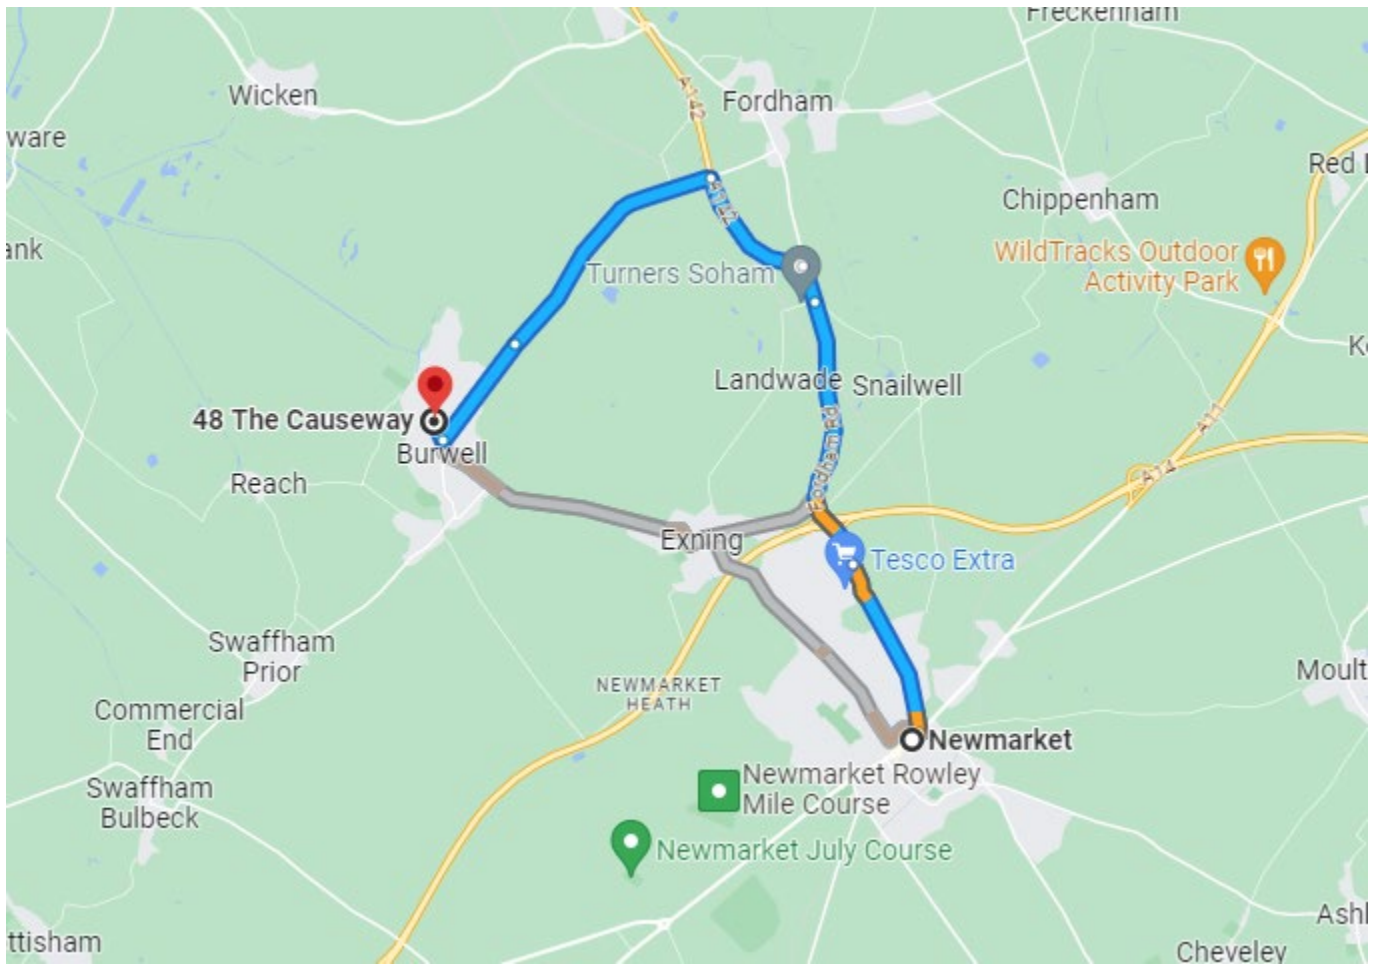 Freckenham
Wicken
A142
Fordham
ware
Red
Chippenham
A142
ank
WildTracks Outdoor
Activity Park
Turners Soham
Landwade
Snailwell
48 The Causeway
Burwell
Fordham Rd
A11
Reach
A14
Exning
Tesco Extra
Swaffham
Prior
NEWMARKET
HEATH
Moult
Commercial
End
Newmarket
Swaffham
Bulbeck
Newmarket Rowley
Mile Course
Newmarket July Course
Ashl
ttisham
Cheveley